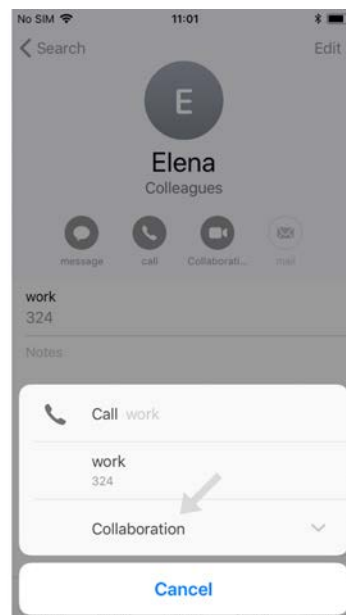 No SIM 11:01
Search Edit
E
Elena
Colleagues
message call Collaborati... mail
work
324
Notes
Call work
work
324
Collaboration
Cancel